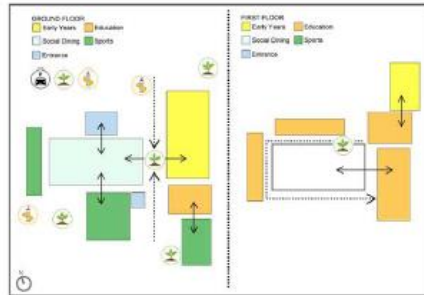 GROUND FLOOR
Early Years
Education
Social Dining
Sports
Entrance
FIRST FLOOR
Early Years
Education
Social Dining
Sports
Entrance
N